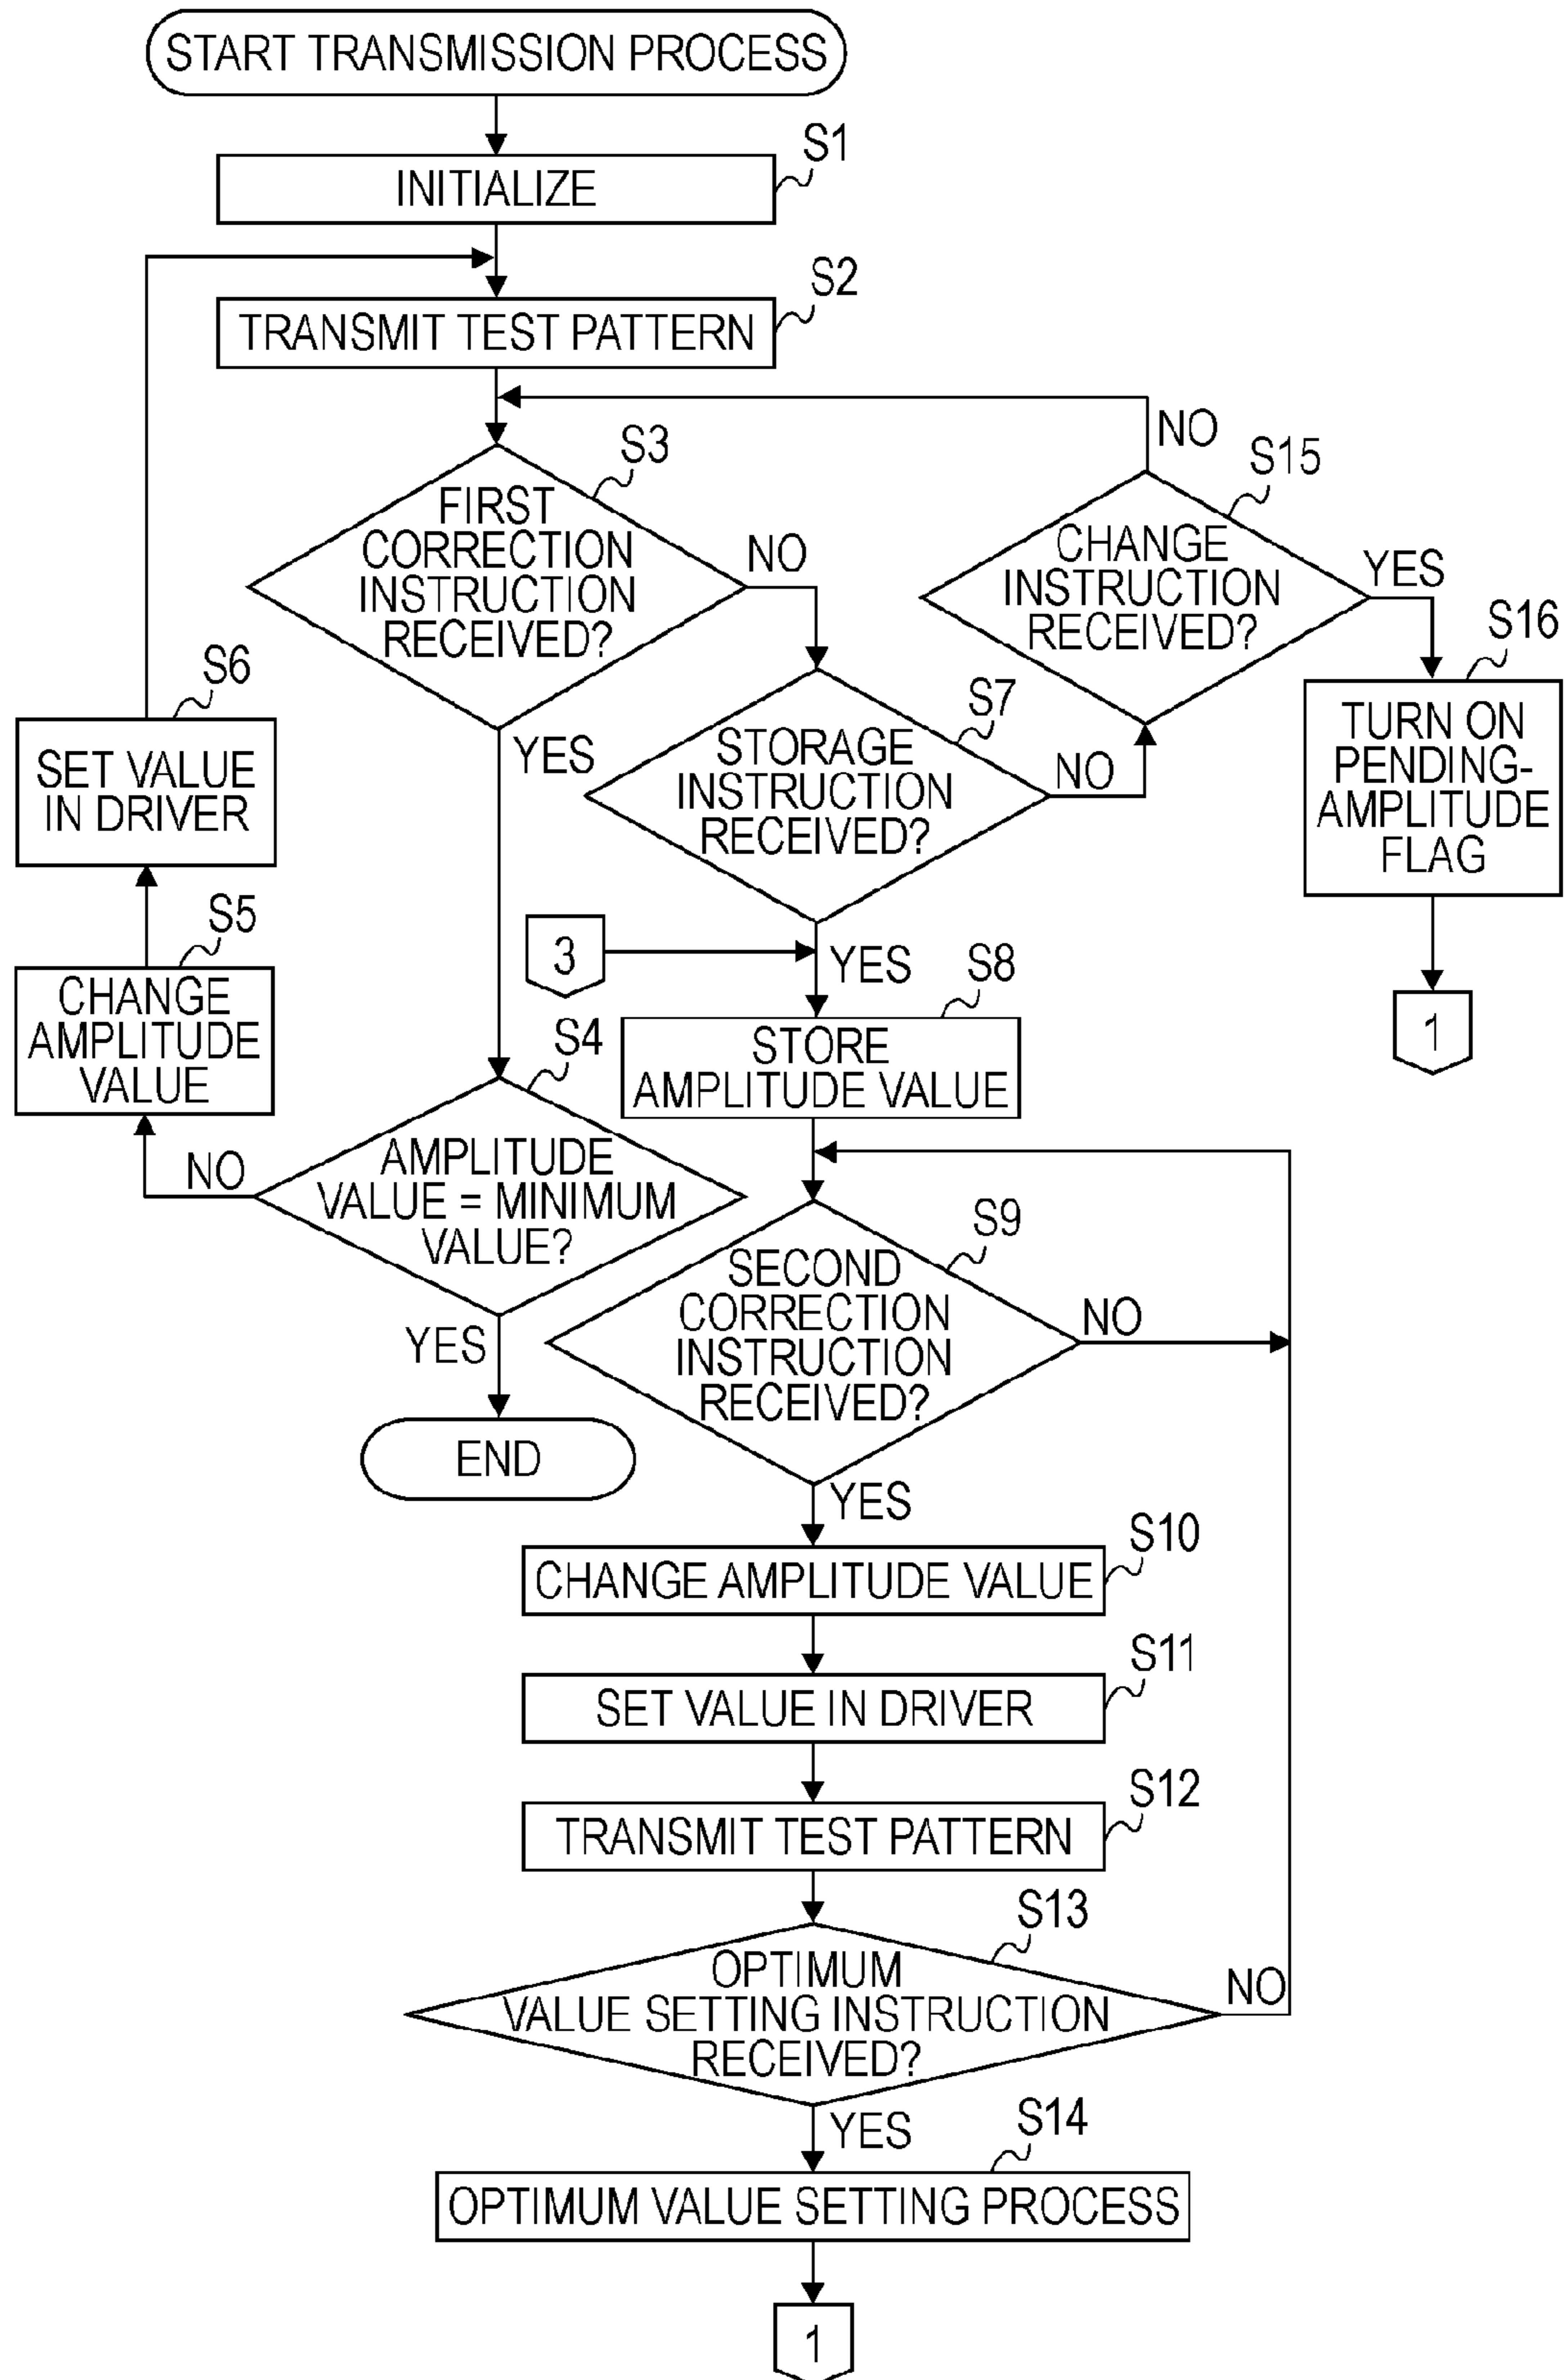 START TRANSMISSION PROCESS
S1
INITIALIZE
S2
TRANSMIT TEST PATTERN
S3
FIRST
CORRECTION
INSTRUCTION
RECEIVED?
NO
YES
S15
CHANGE
INSTRUCTION
RECEIVED?
NO
YES
S16
TURN ON
PENDING-
AMPLITUDE
FLAG
1
S6
SET VALUE
IN DRIVER
S5
CHANGE
AMPLITUDE
VALUE
S7
STORAGE
INSTRUCTION
RECEIVED?
NO
YES
3
S8
STORE
AMPLITUDE VALUE
S4
AMPLITUDE
VALUE = MINIMUM
VALUE?
NO
YES
END
S9
SECOND
CORRECTION
INSTRUCTION
RECEIVED?
NO
YES
S10
CHANGE AMPLITUDE VALUE
S11
SET VALUE IN DRIVER
S12
TRANSMIT TEST PATTERN
S13
OPTIMUM
VALUE SETTING INSTRUCTION
RECEIVED?
NO
YES
S14
OPTIMUM VALUE SETTING PROCESS
1